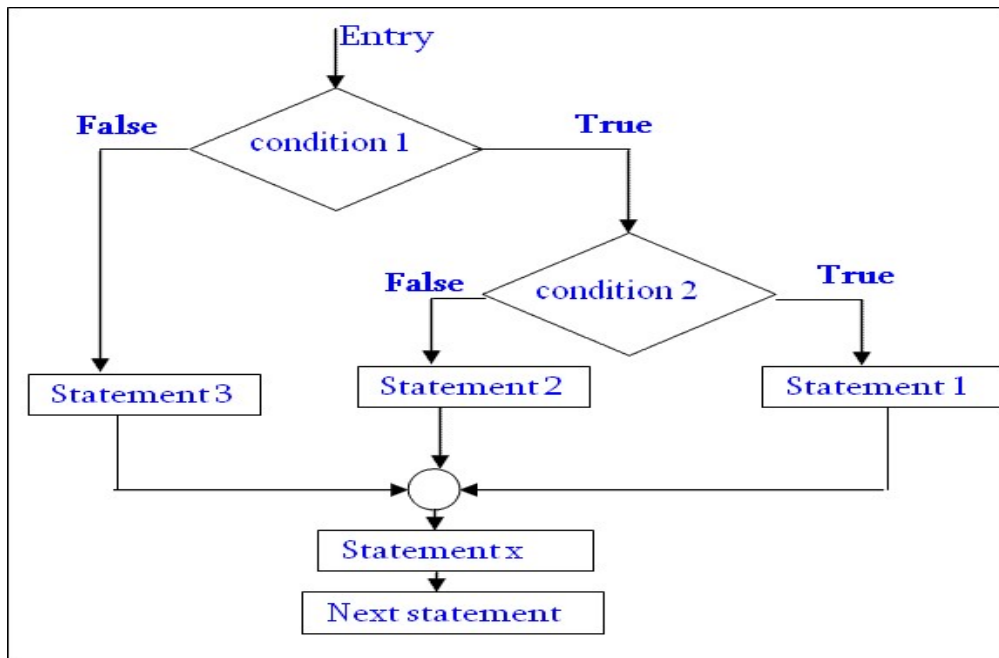 Entry
False
True
condition 1
False
True
condition 2
Statement 3
Statement 2
Statement 1
Statement x
Next statement